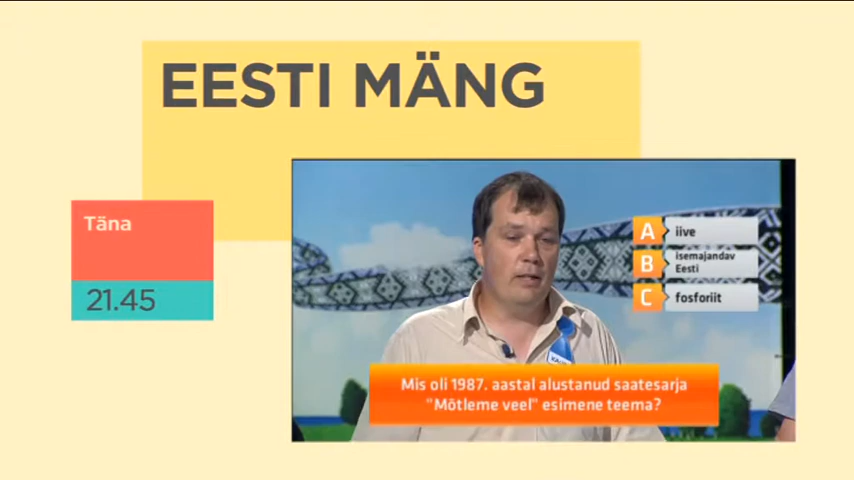 EESTI MÄNG
Täna
21.45
A iive
B isemajandav
Eesti
C fosforiit
Mis oli 1987. aastal alustanud saatesarja
"Mõtleme veel" esimene teema?